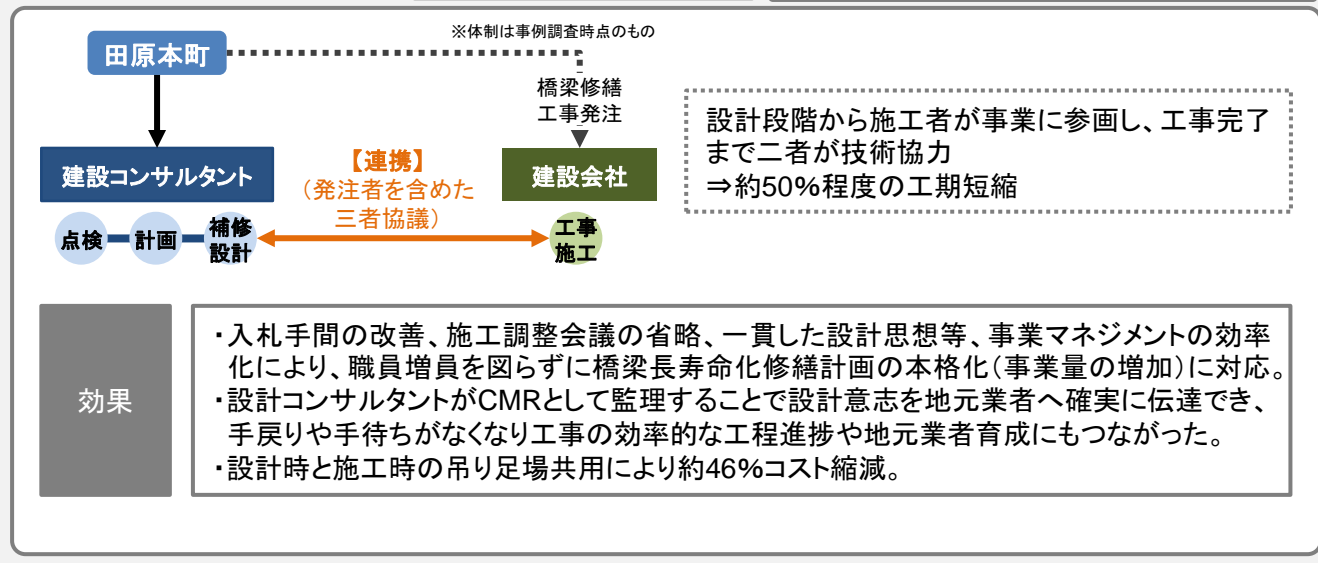 ※体制は事例調査時点のもの
田原本町
橋梁修繕
工事発注
建設コンサルタント
【連携】
（発注者を含めた
三者協議）
建設会社
点検
計画
補修
設計
工事
施工
設計段階から施工者が事業に参画し、工事完了
まで二者が技術協力
⇒約50％程度の工期短縮
効果
・入札手間の改善、施工調整会議の省略、一貫した設計思想等、事業マネジメントの効率
化により、職員増員を図らずに橋梁長寿命化修繕計画の本格化（事業量の増加）に対応。
・設計コンサルタントがCMRとして監理することで設計意志を地元業者へ確実に伝達でき、
手戻りや手待ちがなくなり工事の効率的な工程進捗や地元業者育成にもつながった。
・設計時と施工時の吊り足場共用により約46％コスト縮減。